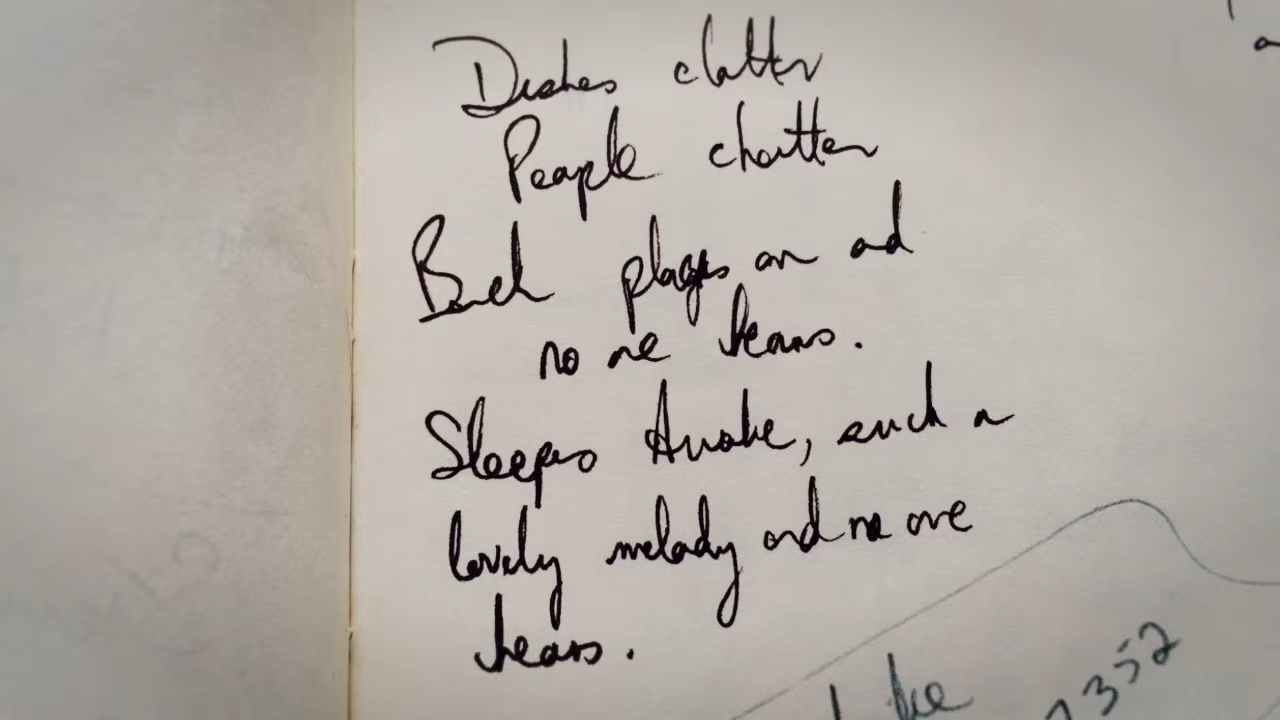 Dishes clatter
People chatter
Bach plays on and
no one hears.
Sleepers Awake, such a
lovely melody and no one
hears.
352